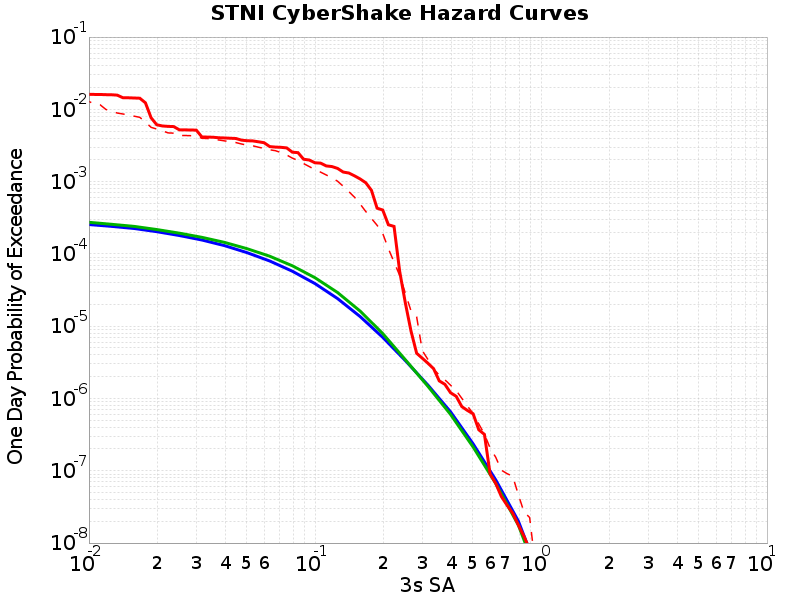 STNI CyberShake Hazard Curves
10^-1
10^-2
10^-3
10^-4
10^-5
10^-6
10^-7
10^-8
One Day Probability of Exceedance
10^-2 2 3 4 5 6 10^-1 2 3 4 5 6 7 10^0 2 3 4 5 6 7 10^1
3s SA